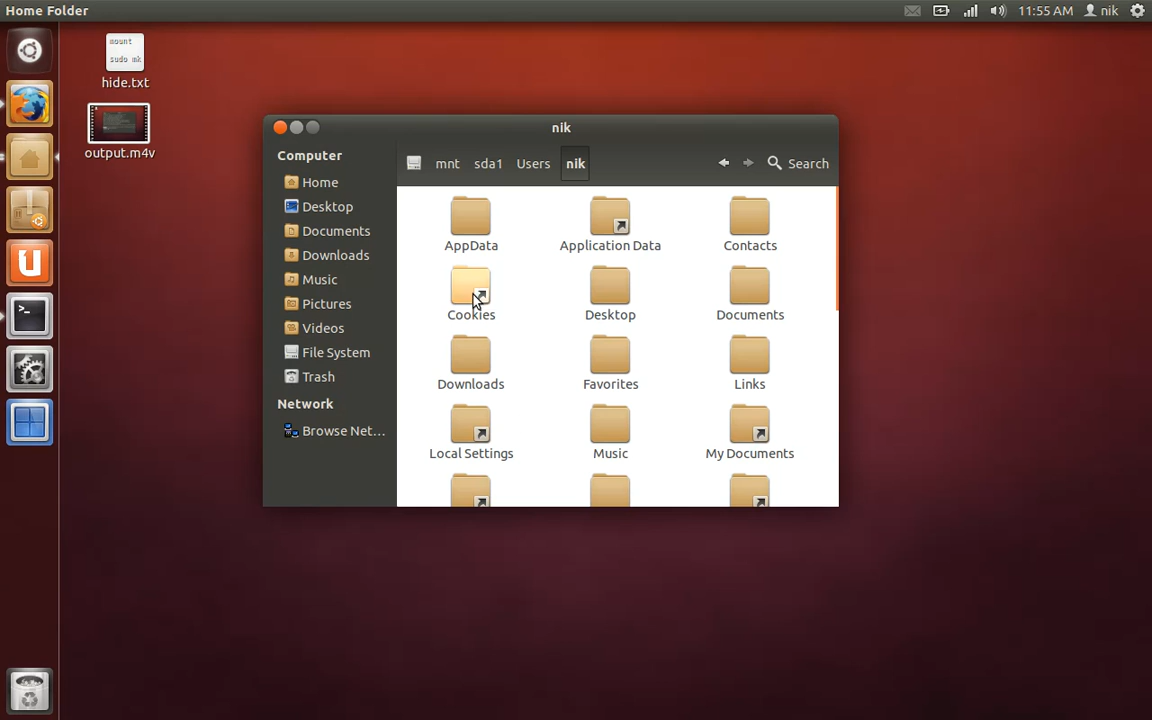 Home Folder
11:55 AM
nik
mount
sudo mk
hide.txt
output.m4v
nik
Computer
Home
Desktop
Documents
Downloads
Music
Pictures
Videos
File System
Trash
Network
Browse Net...
mnt
sda1
Users
nik
Search
AppData
Application Data
Contacts
Cookies
Desktop
Documents
Downloads
Favorites
Links
Local Settings
Music
My Documents